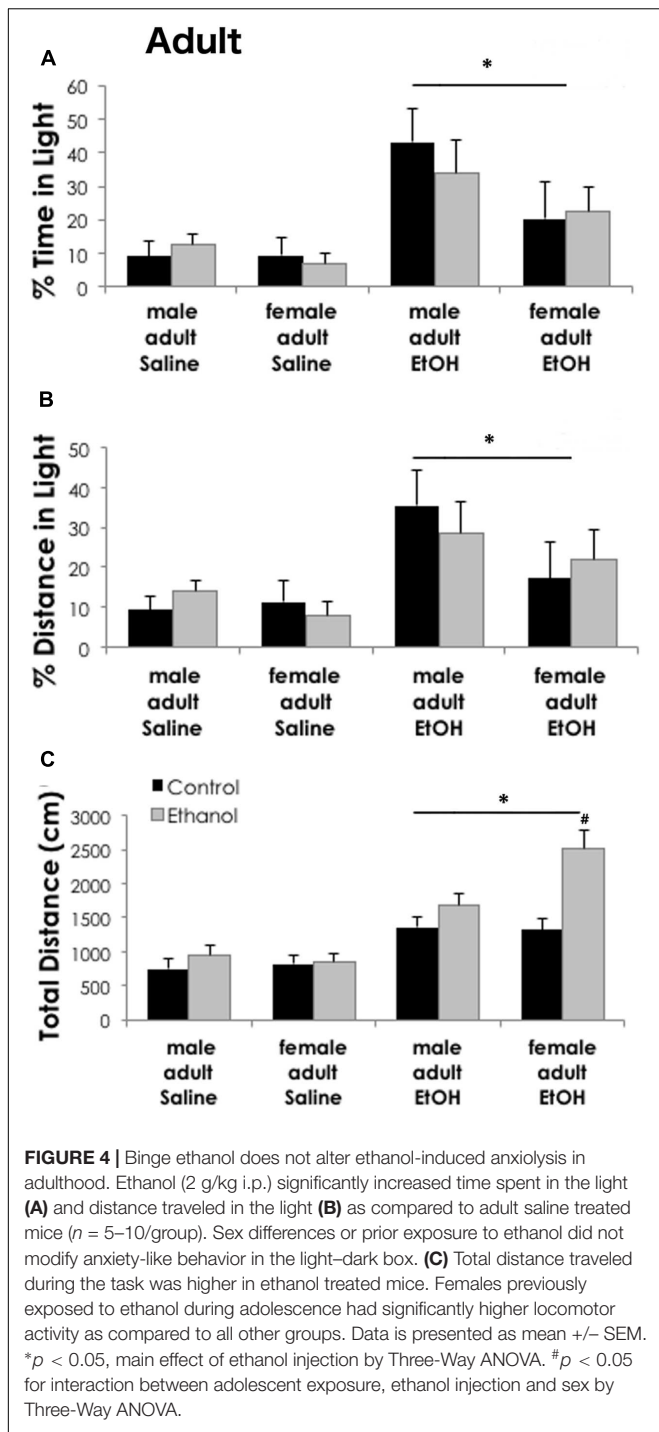 Adult
A
% Time in Light
60
50
40
30
20
10
0
*
male adult Saline
female adult Saline
male adult EtOH
female adult EtOH
B
% Distance in Light
50
40
30
20
10
0
*
male adult Saline
female adult Saline
male adult EtOH
female adult EtOH
C
Control
Ethanol
Total Distance (cm)
3000
2500
2000
1500
1000
500
0
*
#
male adult Saline
female adult Saline
male adult EtOH
female adult EtOH
FIGURE 4 | Binge ethanol does not alter ethanol-induced anxiolysis in
adulthood. Ethanol (2 g/kg i.p.) significantly increased time spent in the light
(A) and distance traveled in the light (B) as compared to adult saline treated
mice (n = 5–10/group). Sex differences or prior exposure to ethanol did not
modify anxiety-like behavior in the light–dark box. (C) Total distance traveled
during the task was higher in ethanol treated mice. Females previously
exposed to ethanol during adolescence had significantly higher locomotor
activity as compared to all other groups. Data is presented as mean +/– SEM.
*p < 0.05, main effect of ethanol injection by Three-Way ANOVA. #p < 0.05
for interaction between adolescent exposure, ethanol injection and sex by
Three-Way ANOVA.